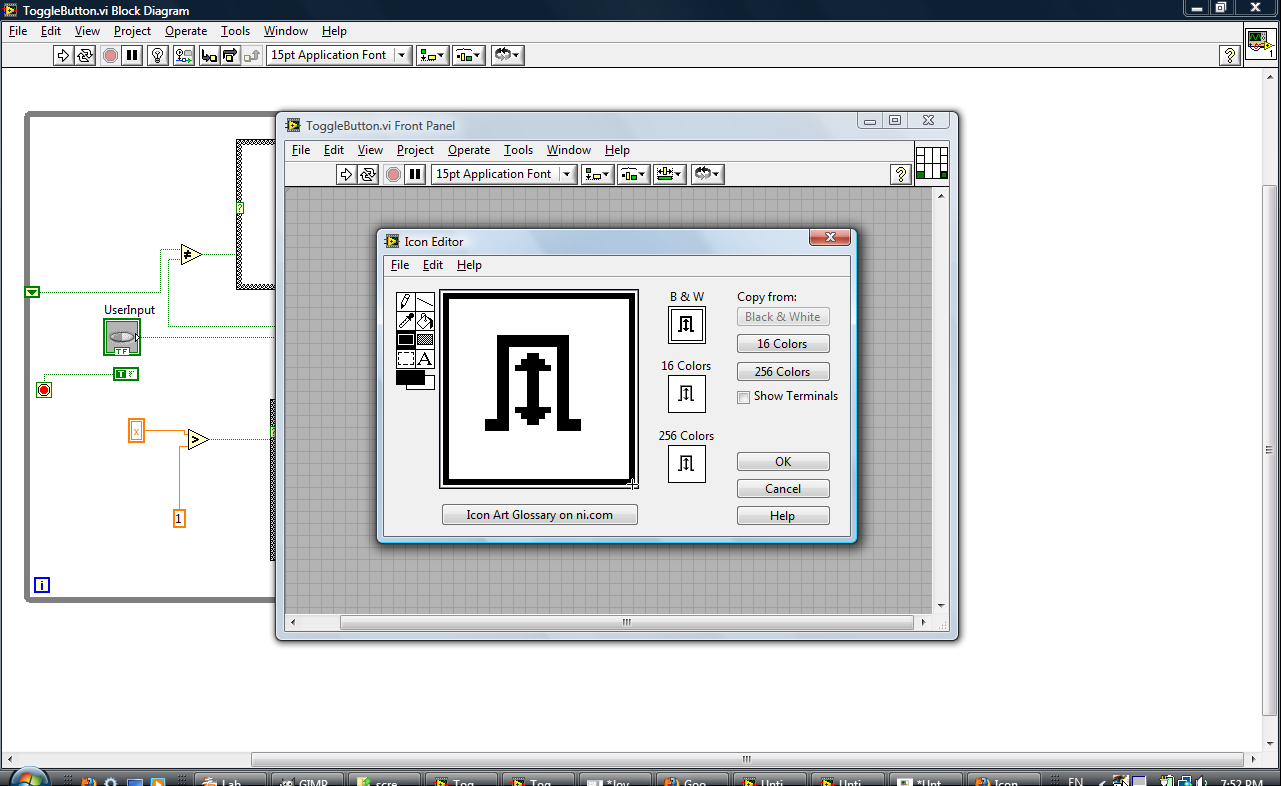 ToggleButton.vi Block Diagram
File Edit View Project Operate Tools Window Help
15pt Application Font
?
1
ToggleButton.vi Front Panel
File Edit View Project Operate Tools Window Help
15pt Application Font
?
?
≠
UserInput
TF
T F
x
>
?
1
i
Icon Editor
File Edit Help
A
B & W
16 Colors
256 Colors
Copy from:
Black & White
16 Colors
256 Colors
Show Terminals
OK
Cancel
Help
Icon Art Glossary on ni.com
Lab
GIMP
scre
Tog
Tog
Goo
Unti
Unti
*Unt
Icon
EN
7:52 PM